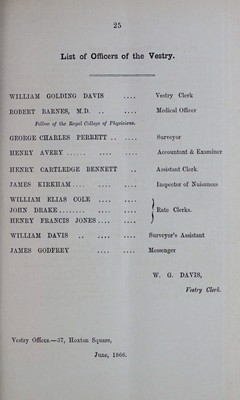 25
List of Officers of the Vestry.
WILLIAM GOLDING DAVIS .... Vestry Clerk
ROBERT BARNES, M.D. .. .... Medical Officer
Fellow of the Royal College of Physicians.
GEORGE CHARLES PERRETT .. .... Surveyor
HENRY AVERY ...... .... .... Accountant & Examiner
HENRY CARTLEDGE BENNETT .. Assistant Clerk.
JAMES KIRKHAM .... .... .... Inspector of Nuisances
WILLIAM ELIAS COLE .... ....
JOHN DRAKE ........ .... .... Rate Clerks.
HENRY FRANCIS JONES .... ....
WILLIAM DAVIS .. .... .... Surveyor's Assistant
JAMES GODFREY .... .... Messenger
W. G. DAVIS,
Vestry Clerk.
Vestry Offices.—37, Hoxton Square,
June, 1866.